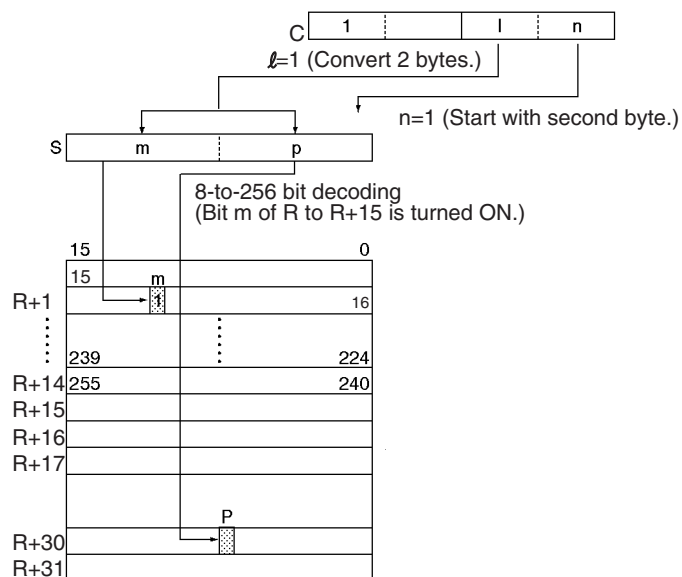 C 1 l n
ℓ=1 (Convert 2 bytes.)
n=1 (Start with second byte.)
S m p
8-to-256 bit decoding
(Bit m of R to R+15 is turned ON.)
15 0
15 m
R+1 1 16
239 224
R+14 255 240
R+15
R+16
R+17
P
R+30
R+31